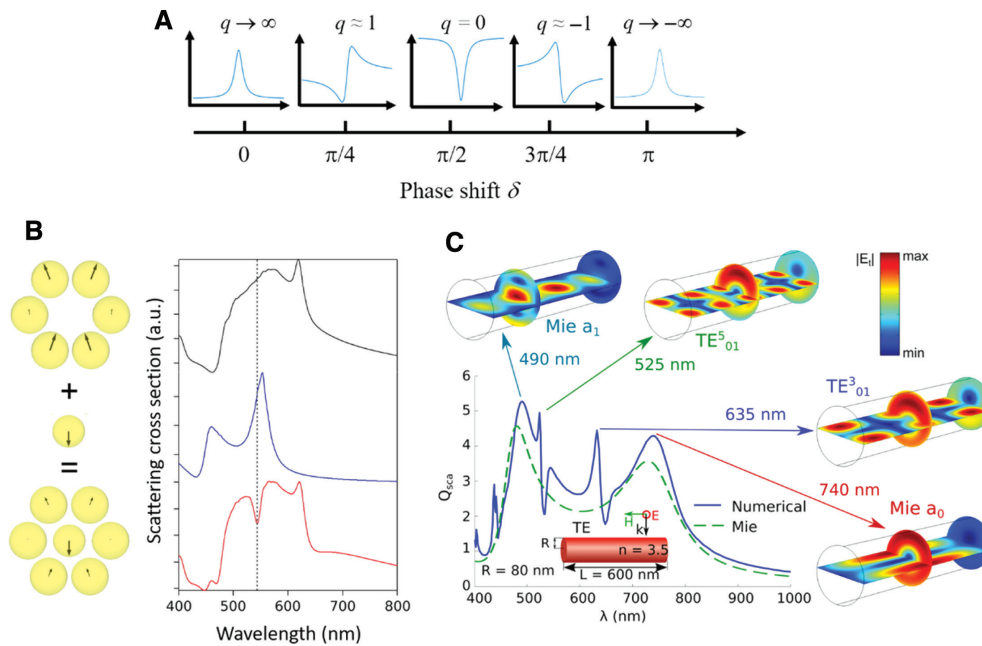 A
q → ∞
q ≈ 1
q = 0
q ≈ −1
q → −∞
0
π/4
π/2
3π/4
π
Phase shift δ
B
+
=
Scattering cross section (a.u.)
400 500 600 700 800
Wavelength (nm)
C
|E_t|
max
min
Mie a₁
TE⁵₀₁
490 nm
525 nm
TE³₀₁
635 nm
740 nm
Mie a₀
6
5
4
3
2
1
0
Q_sca
Numerical
Mie
TE
H
E
k
R
n = 3.5
R = 80 nm
L = 600 nm
400 500 600 700 800 900 1000
λ (nm)